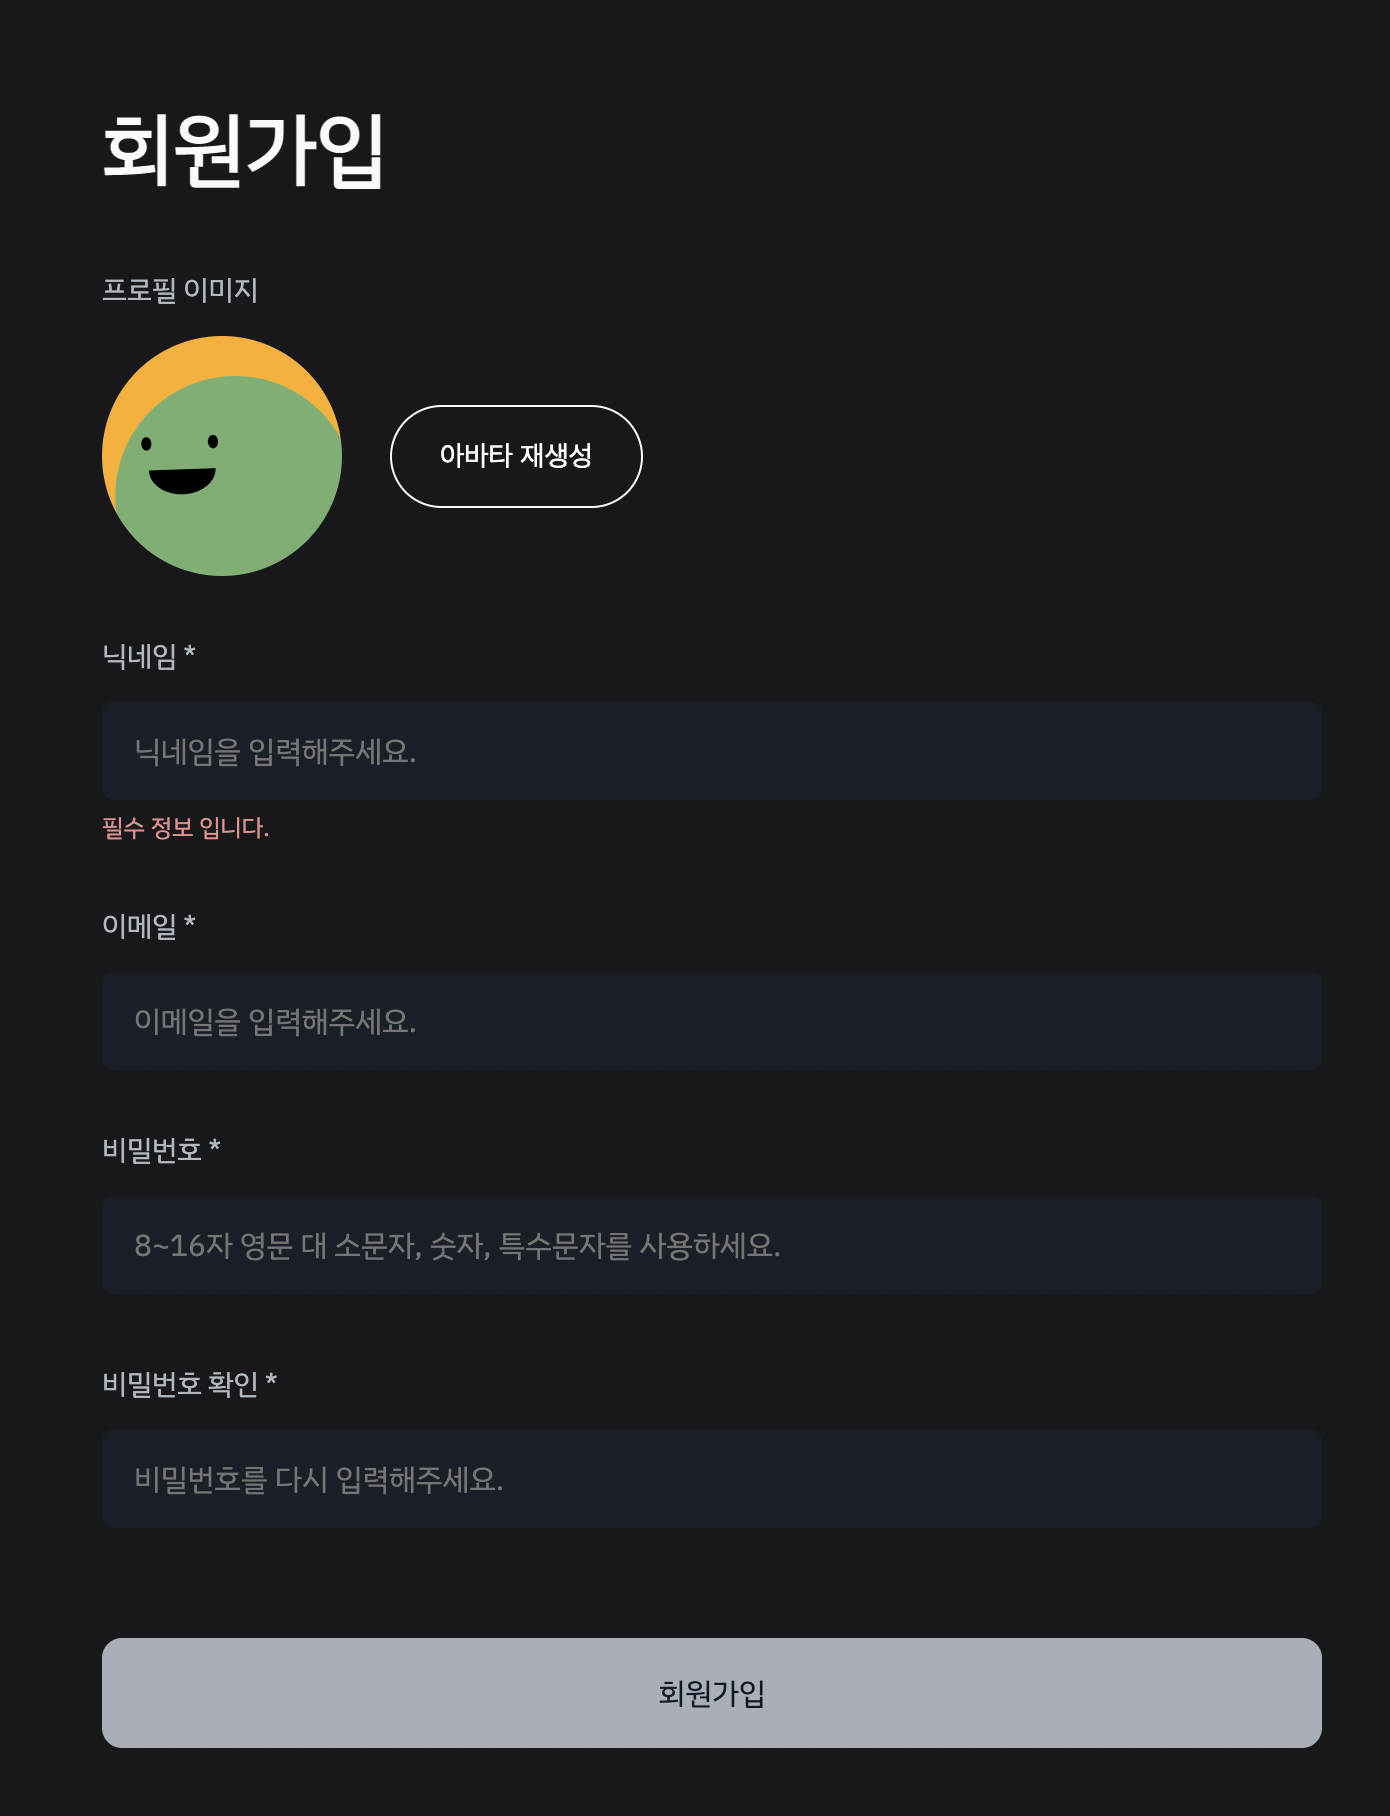 회원가입
프로필 이미지
아바타 재생성
닉네임 *
닉네임을 입력해주세요.
필수 정보 입니다.
이메일 *
이메일을 입력해주세요.
비밀번호 *
8~16자 영문 대 소문자, 숫자, 특수문자를 사용하세요.
비밀번호 확인 *
비밀번호를 다시 입력해주세요.
회원가입